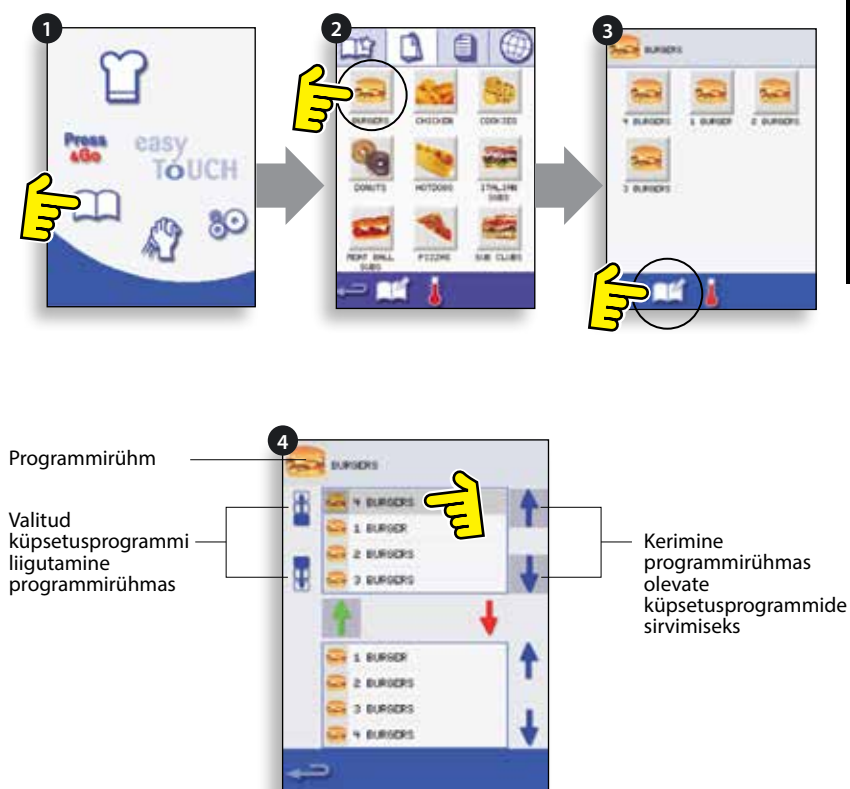 1
Press
&Go
easy
ToUCH
2
BURGERS
CHICKEN
COOKIES
DONUTS
HOTDOGS
ITALIAN
SUBS
MEAT BALL
SUBS
PIZZAS
SUB CLUBS
3
BURGERS
4 BURGERS
1 BURGER
2 BURGERS
3 BURGERS
4
BURGERS
Programmirühm
Valitud
küpsetusprogrammi
liigutamine
programmirühmas
4 BURGERS
1 BURGER
2 BURGERS
3 BURGERS
1 BURGER
2 BURGERS
3 BURGERS
4 BURGERS
Kerimine
programmirühmas
olevate
küpsetusprogrammide
sirvimiseks